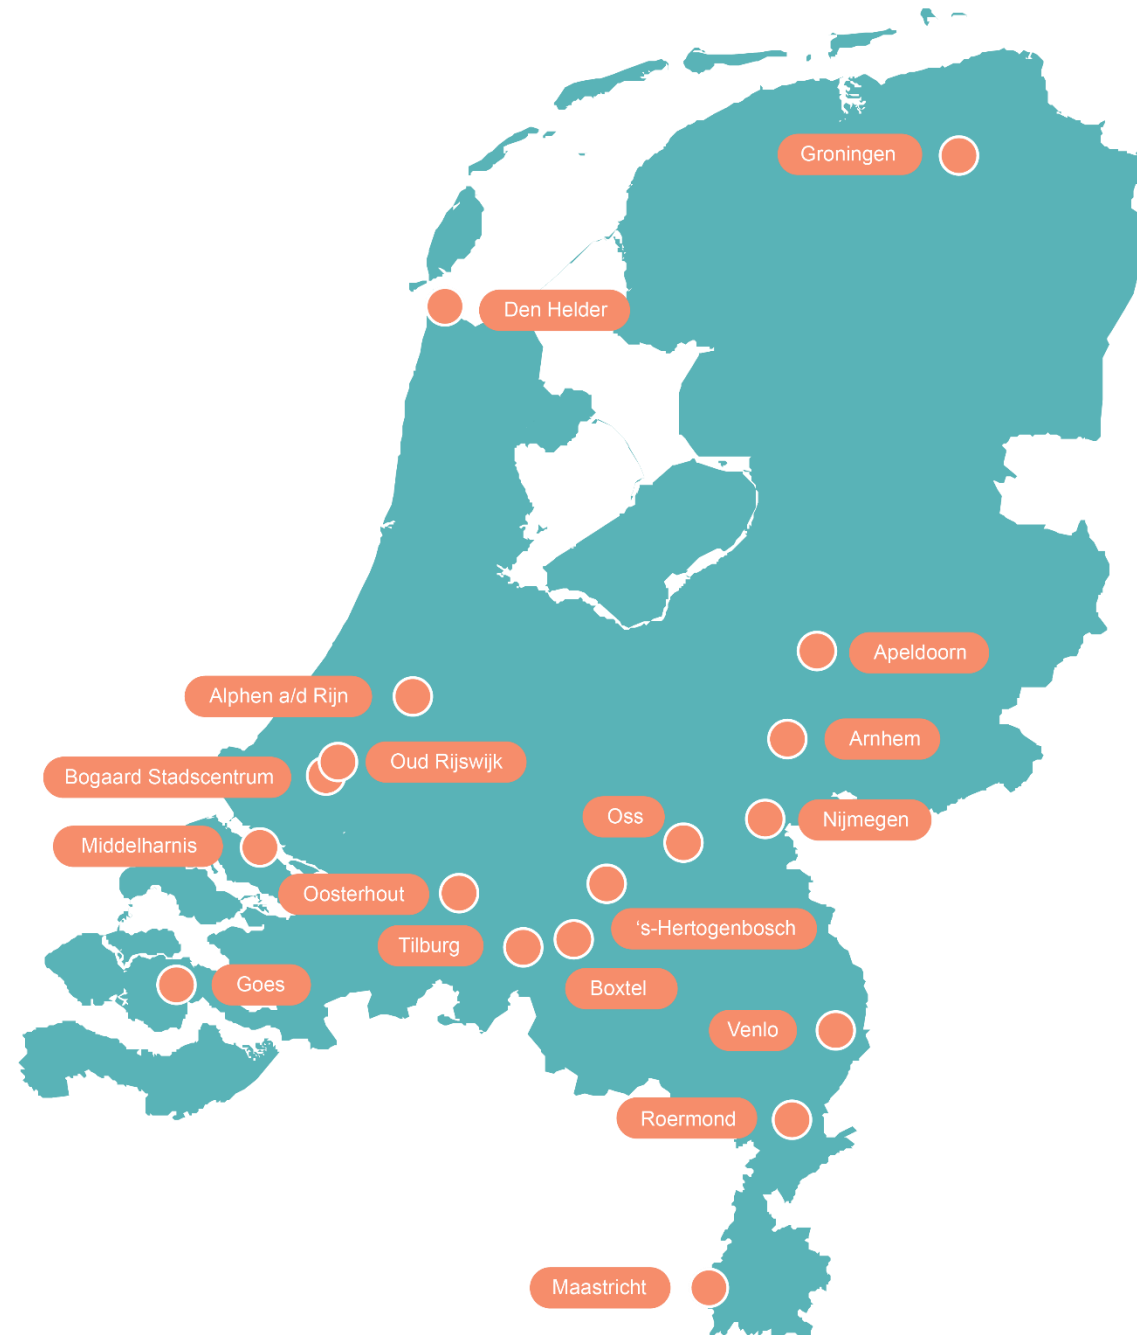 Groningen
Den Helder
Apeldoorn
Alphen a/d Rijn
Arnhem
Oud Rijswijk
Bogaard Stadscentrum
Oss
Nijmegen
Middelharnis
Oosterhout
‘s-Hertogenbosch
Tilburg
Goes
Boxtel
Venlo
Roermond
Maastricht